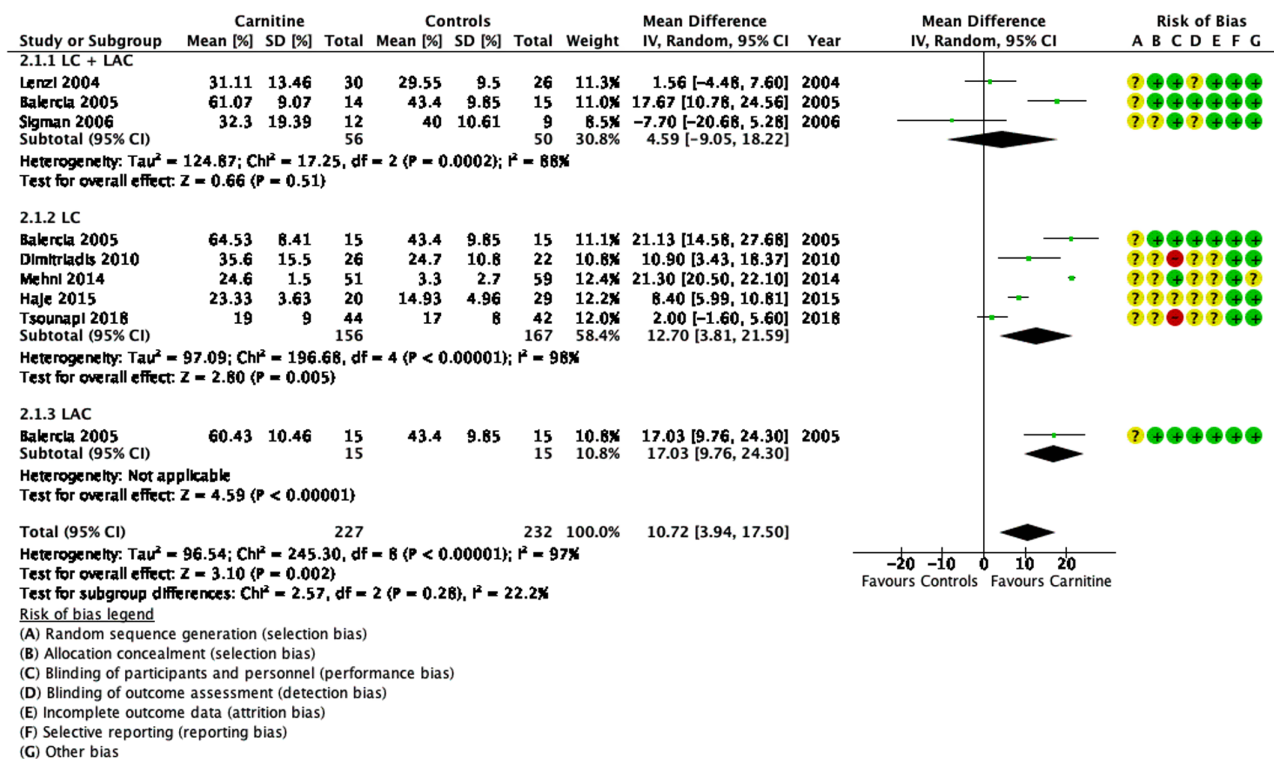 Carnitine Controls Mean Difference Mean Difference Risk of Bias
Study or Subgroup Mean [%] SD [%] Total Mean [%] SD [%] Total Weight IV, Random, 95% CI Year IV, Random, 95% CI A B C D E F G
2.1.1 LC + LAC
Lenzi 2004 31.11 13.46 30 29.55 9.5 26 11.3% 1.56 [−4.48, 7.60] 2004 ? + + ? + + +
Balercia 2005 61.07 9.07 14 43.4 9.85 15 11.0% 17.67 [10.78, 24.56] 2005 ? + + + + + +
Sigman 2006 32.3 19.39 12 40 10.61 9 8.5% −7.70 [−20.68, 5.28] 2006 ? ? + ? ? + +
Subtotal (95% CI) 56 50 30.8% 4.59 [−9.05, 18.22]
Heterogeneity: Tau² = 124.87; Chi² = 17.25, df = 2 (P = 0.0002); I² = 88%
Test for overall effect: Z = 0.66 (P = 0.51)
2.1.2 LC
Balercia 2005 64.53 8.41 15 43.4 9.85 15 11.1% 21.13 [14.58, 27.68] 2005 ? + + + + + +
Dimitriadis 2010 35.6 15.5 26 24.7 10.8 22 10.8% 10.90 [3.43, 18.37] 2010 ? ? − ? ? + +
Mehni 2014 24.6 1.5 51 3.3 2.7 59 12.4% 21.30 [20.50, 22.10] 2014 ? ? + ? ? + ?
Haje 2015 23.33 3.63 20 14.93 4.96 29 12.2% 8.40 [5.99, 10.81] 2015 ? ? ? ? ? + +
Tsounapi 2018 19 9 44 17 8 42 12.0% 2.00 [−1.60, 5.60] 2018 ? ? − ? ? + +
Subtotal (95% CI) 156 167 58.4% 12.70 [3.81, 21.59]
Heterogeneity: Tau² = 97.09; Chi² = 196.68, df = 4 (P < 0.00001); I² = 98%
Test for overall effect: Z = 2.80 (P = 0.005)
2.1.3 LAC
Balercia 2005 60.43 10.46 15 43.4 9.85 15 10.8% 17.03 [9.76, 24.30] 2005 ? + + + + + +
Subtotal (95% CI) 15 15 10.8% 17.03 [9.76, 24.30]
Heterogeneity: Not applicable
Test for overall effect: Z = 4.59 (P < 0.00001)
Total (95% CI) 227 232 100.0% 10.72 [3.94, 17.50]
Heterogeneity: Tau² = 96.54; Chi² = 245.30, df = 8 (P < 0.00001); I² = 97%
−20 −10 0 10 20
Test for overall effect: Z = 3.10 (P = 0.002)
Favours Controls Favours Carnitine
Test for subgroup differences: Chi² = 2.57, df = 2 (P = 0.28), I² = 22.2%
Risk of bias legend
(A) Random sequence generation (selection bias)
(B) Allocation concealment (selection bias)
(C) Blinding of participants and personnel (performance bias)
(D) Blinding of outcome assessment (detection bias)
(E) Incomplete outcome data (attrition bias)
(F) Selective reporting (reporting bias)
(G) Other bias